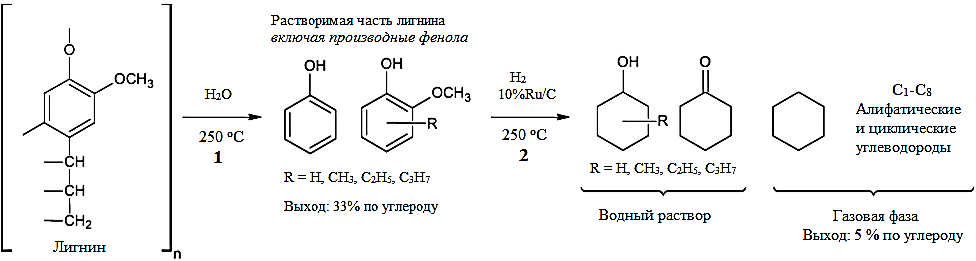 O
OCH₃
CH
CH
CH₂
n
Лигнин
H₂O
250 °C
1
Растворимая часть лигнина
включая производные фенола
OH
OH
OCH₃
R
R = H, CH₃, C₂H₅, C₃H₇
Выход: 33% по углероду
H₂
10%Ru/C
250 °C
2
OH
O
R
R = H, CH₃, C₂H₅, C₃H₇
Водный раствор
C₁-C₈
Алифатические
и циклические
углеводороды
Газовая фаза
Выход: 5 % по углероду